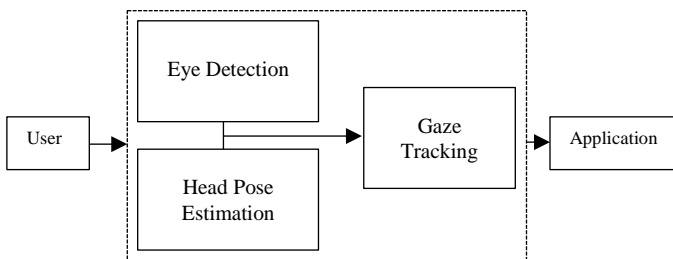 Eye Detection
User
Head Pose
Estimation
Gaze
Tracking
Application